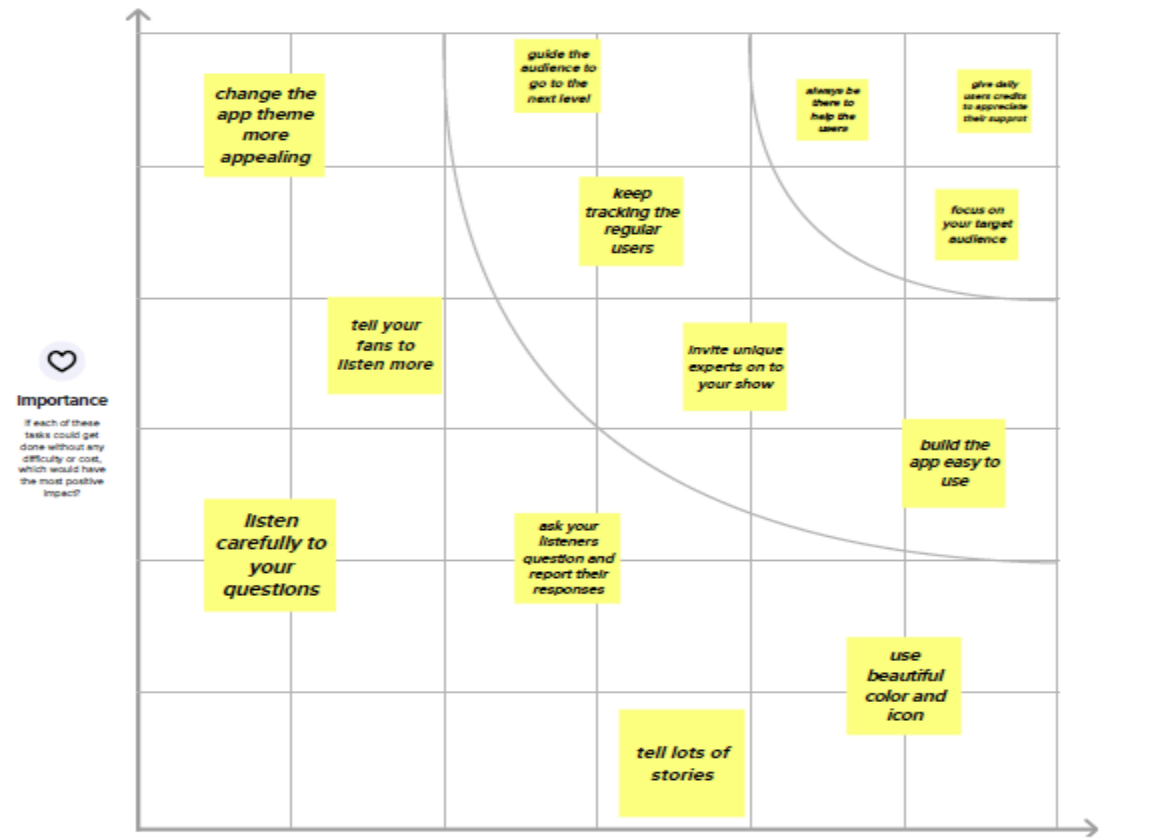 change the
app theme
more
appealing
guide the
audience to
go to the
next level
always be
there to
help the
users
give daily
users credits
to appreciate
their supprot
keep
tracking the
regular
users
focus on
your target
audience
tell your
fans to
listen more
invite unique
experts on to
your show
Importance
If each of these
tasks could get
done without any
difficulty or cost,
which would have
the most positive
impact?
build the
app easy to
use
listen
carefully to
your
questions
ask your
listeners
question and
report their
responses
use
beautiful
color and
icon
tell lots of
stories